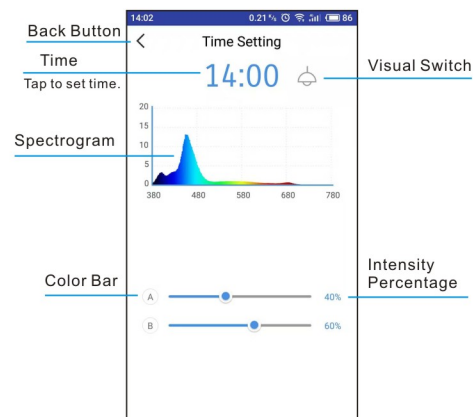 14:02 0.21 % 86
Back Button
Time Setting
Time
14:00
Visual Switch
Tap to set time.
20
15
Spectrogram
10
5
0
380 480 580 680 780
Color Bar
Intensity
Percentage
A 40%
B 60%